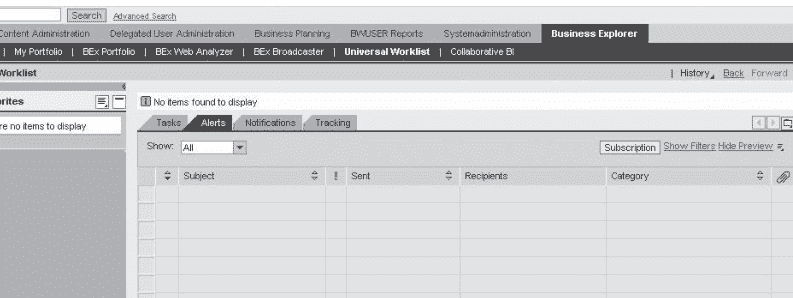 Search Advanced Search
Content Administration Delegated User Administration Business Planning BWUSER Reports Systemadministration Business Explorer
| My Portfolio | BEx Portfolio | BEx Web Analyzer | BEx Broadcaster | Universal Worklist | Collaborative BI
Worklist | History Back Forward
rites No items found to display
re no items to display
Tasks Alerts Notifications Tracking
Show: All Subscription Show Filters Hide Preview
Subject ! Sent Recipients Category